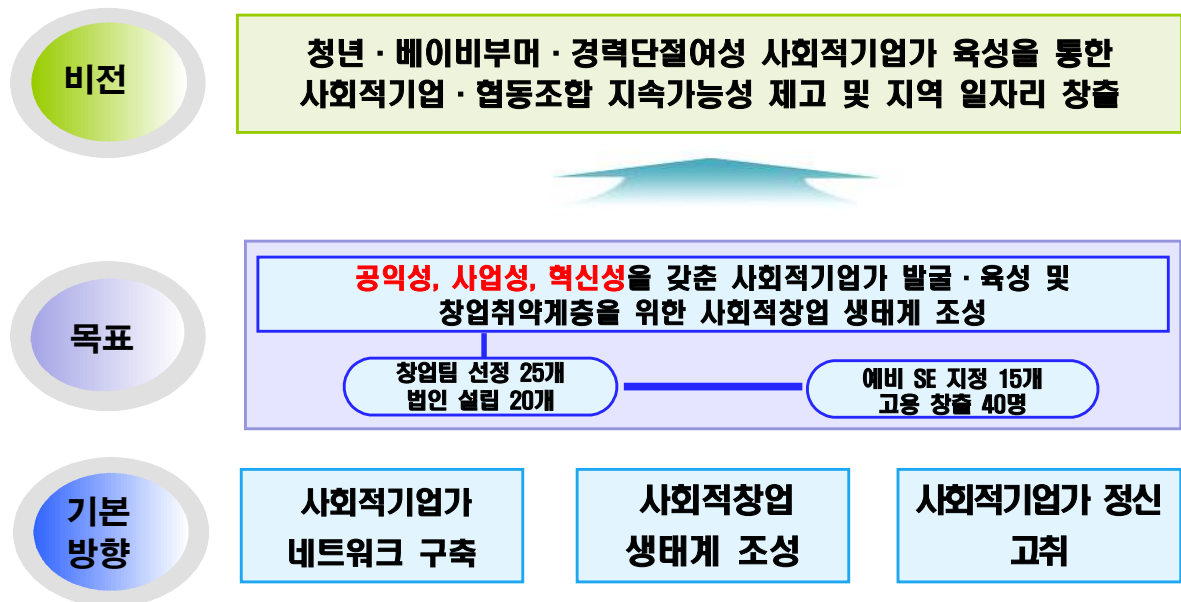 비전
청년·베이비부머·경력단절여성 사회적기업가 육성을 통한
사회적기업·협동조합 지속가능성 제고 및 지역 일자리 창출
목표
공익성, 사업성, 혁신성을 갖춘 사회적기업가 발굴·육성 및
창업취약계층을 위한 사회적창업 생태계 조성
창업팀 선정 25개
법인 설립 20개
예비 SE 지정 15개
고용 창출 40명
기본
방향
사회적기업가
네트워크 구축
사회적창업
생태계 조성
사회적기업가 정신
고취